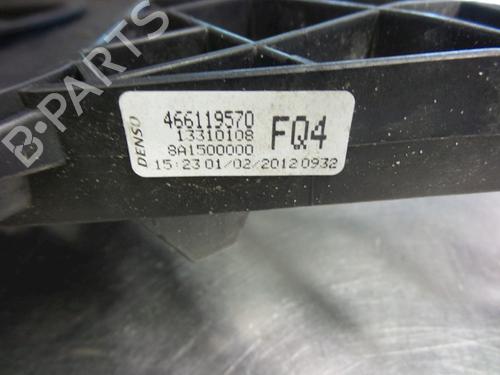 DENSO
466119570
13310108
8A1500000
FQ4
15:23 01/02/2012 0932
B-PARTS